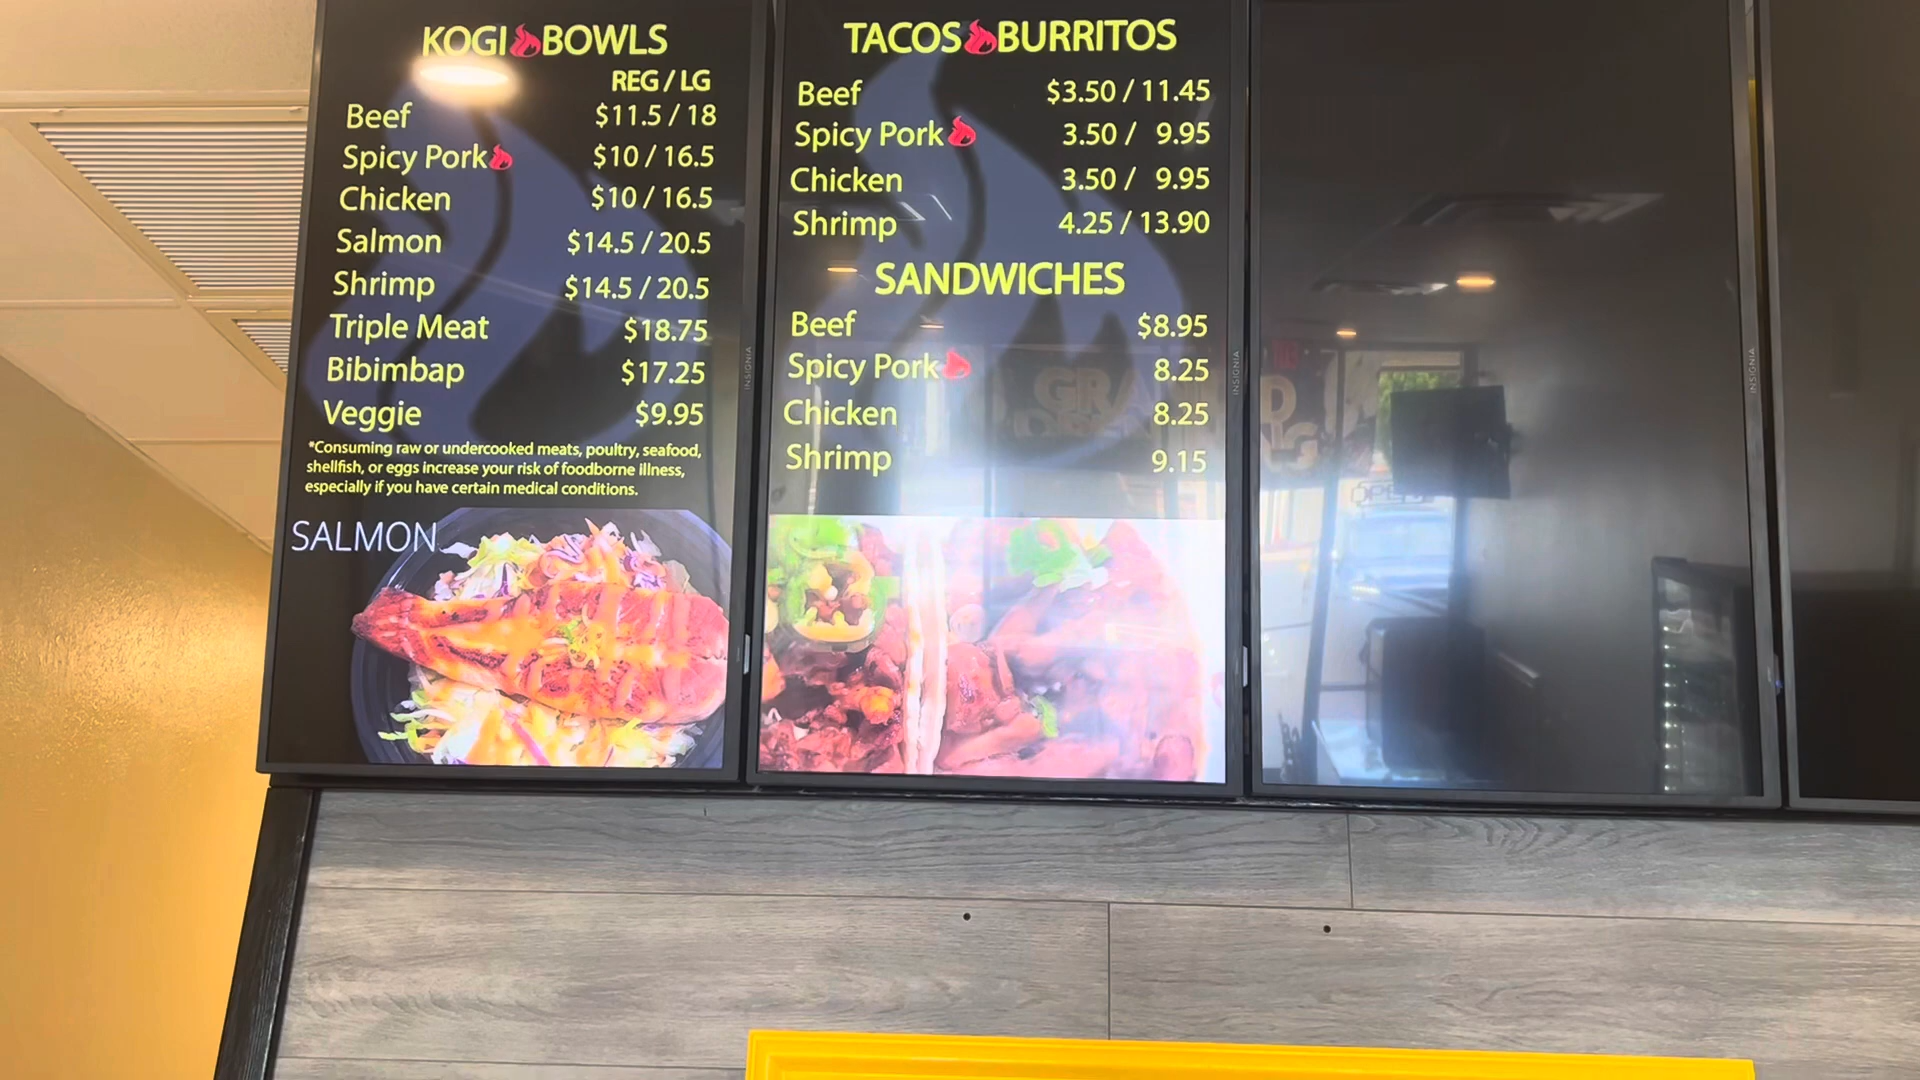 KOGI BOWLS
REG / LG
Beef $11.5 / 18
Spicy Pork $10 / 16.5
Chicken $10 / 16.5
Salmon $14.5 / 20.5
Shrimp $14.5 / 20.5
Triple Meat $18.75
Bibimbap $17.25
Veggie $9.95
*Consuming raw or undercooked meats, poultry, seafood,
shellfish, or eggs increase your risk of foodborne illness,
especially if you have certain medical conditions.
SALMON
INSIGNIA
TACOS BURRITOS
Beef $3.50 / 11.45
Spicy Pork 3.50 / 9.95
Chicken 3.50 / 9.95
Shrimp 4.25 / 13.90
SANDWICHES
Beef $8.95
Spicy Pork 8.25
Chicken 8.25
Shrimp 9.15
INSIGNIA
INSIGNIA